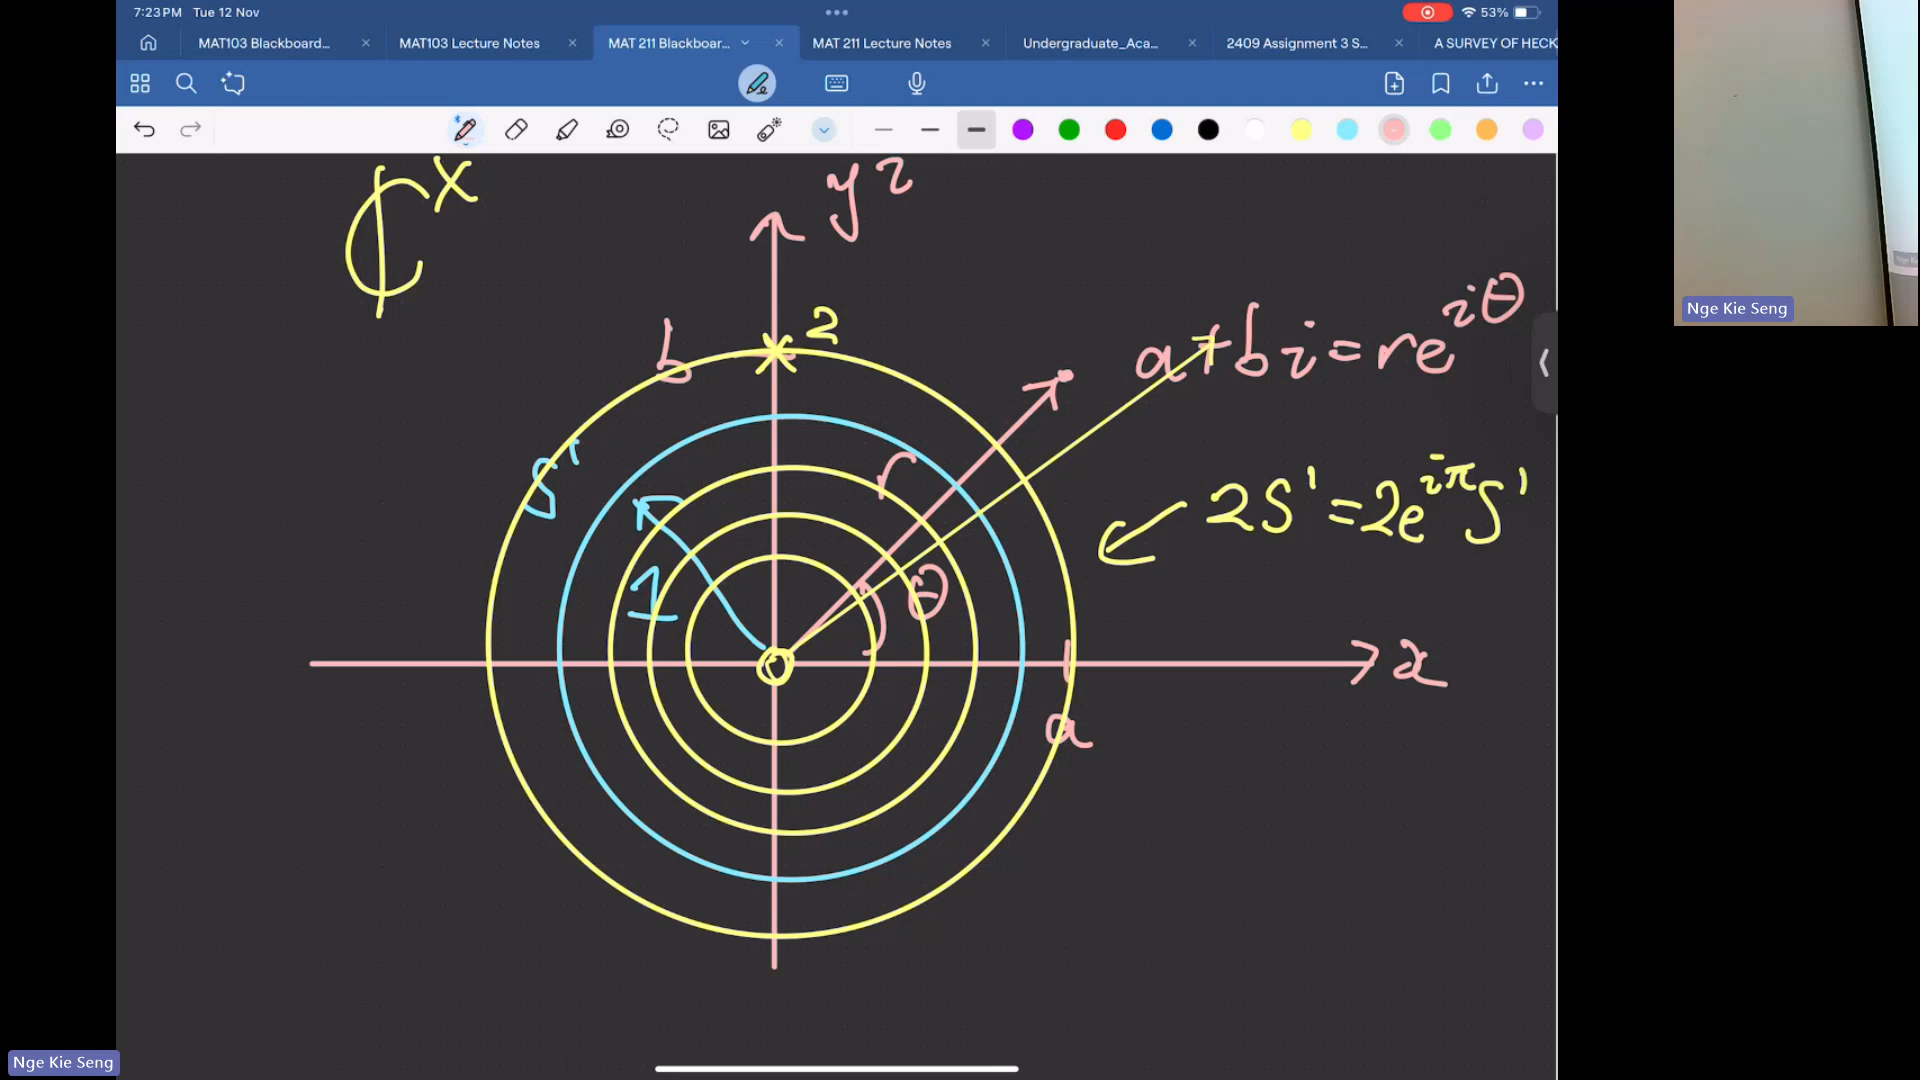 7:23 PM Tue 12 Nov
53%
MAT103 Blackboard...
MAT103 Lecture Notes
MAT 211 Blackboar...
MAT 211 Lecture Notes
Undergraduate_Aca...
2409 Assignment 3 S...
A SURVEY OF HECK
ℂ^×
yi
2
b
a+bi=re^{iθ}
S¹
r
2S¹=2e^{iπ}S¹
1
θ
x
a
Nge Kie Seng
Nge Kie Seng